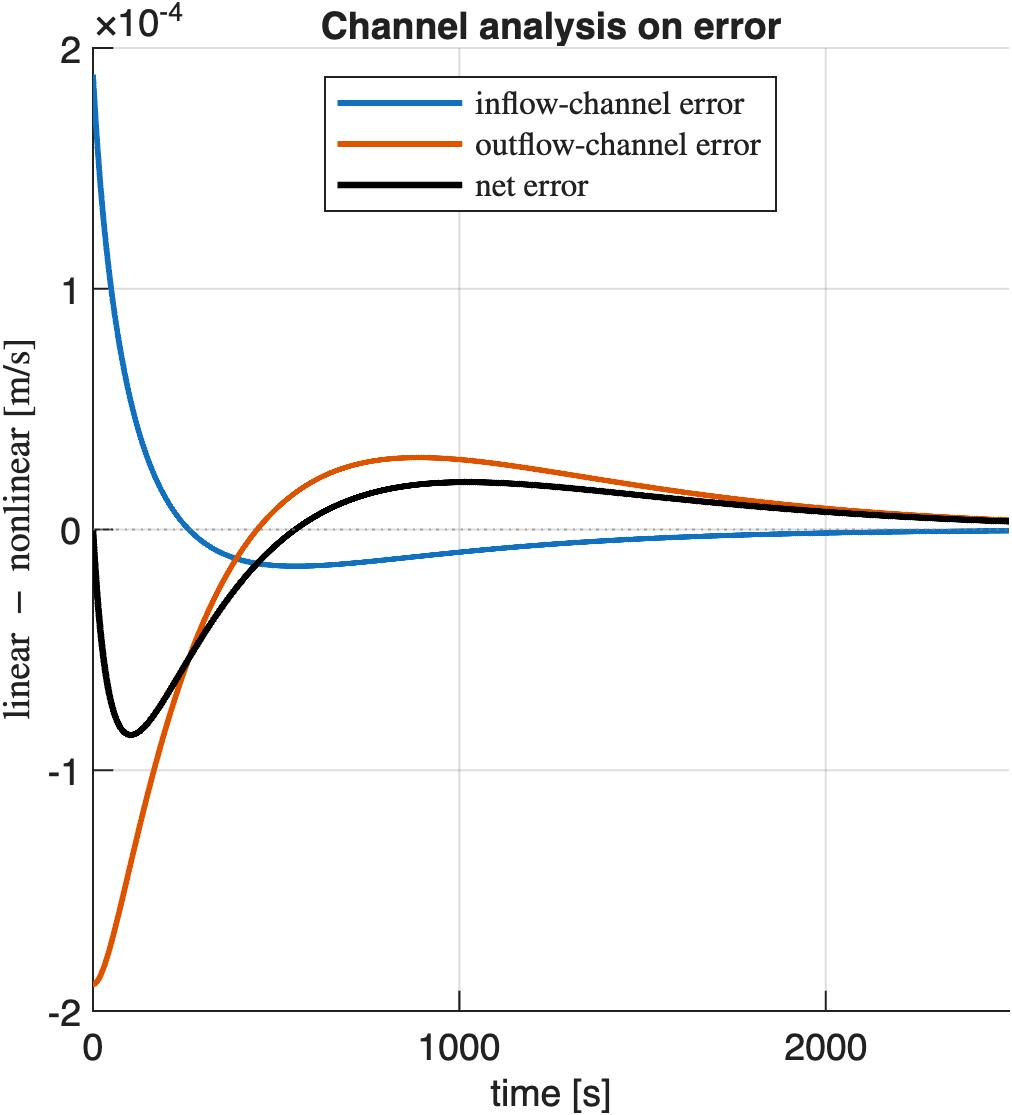 ×10⁻⁴
Channel analysis on error
inflow-channel error
outflow-channel error
net error
linear − nonlinear [m/s]
2
1
0
-1
-2
0 1000 2000
time [s]